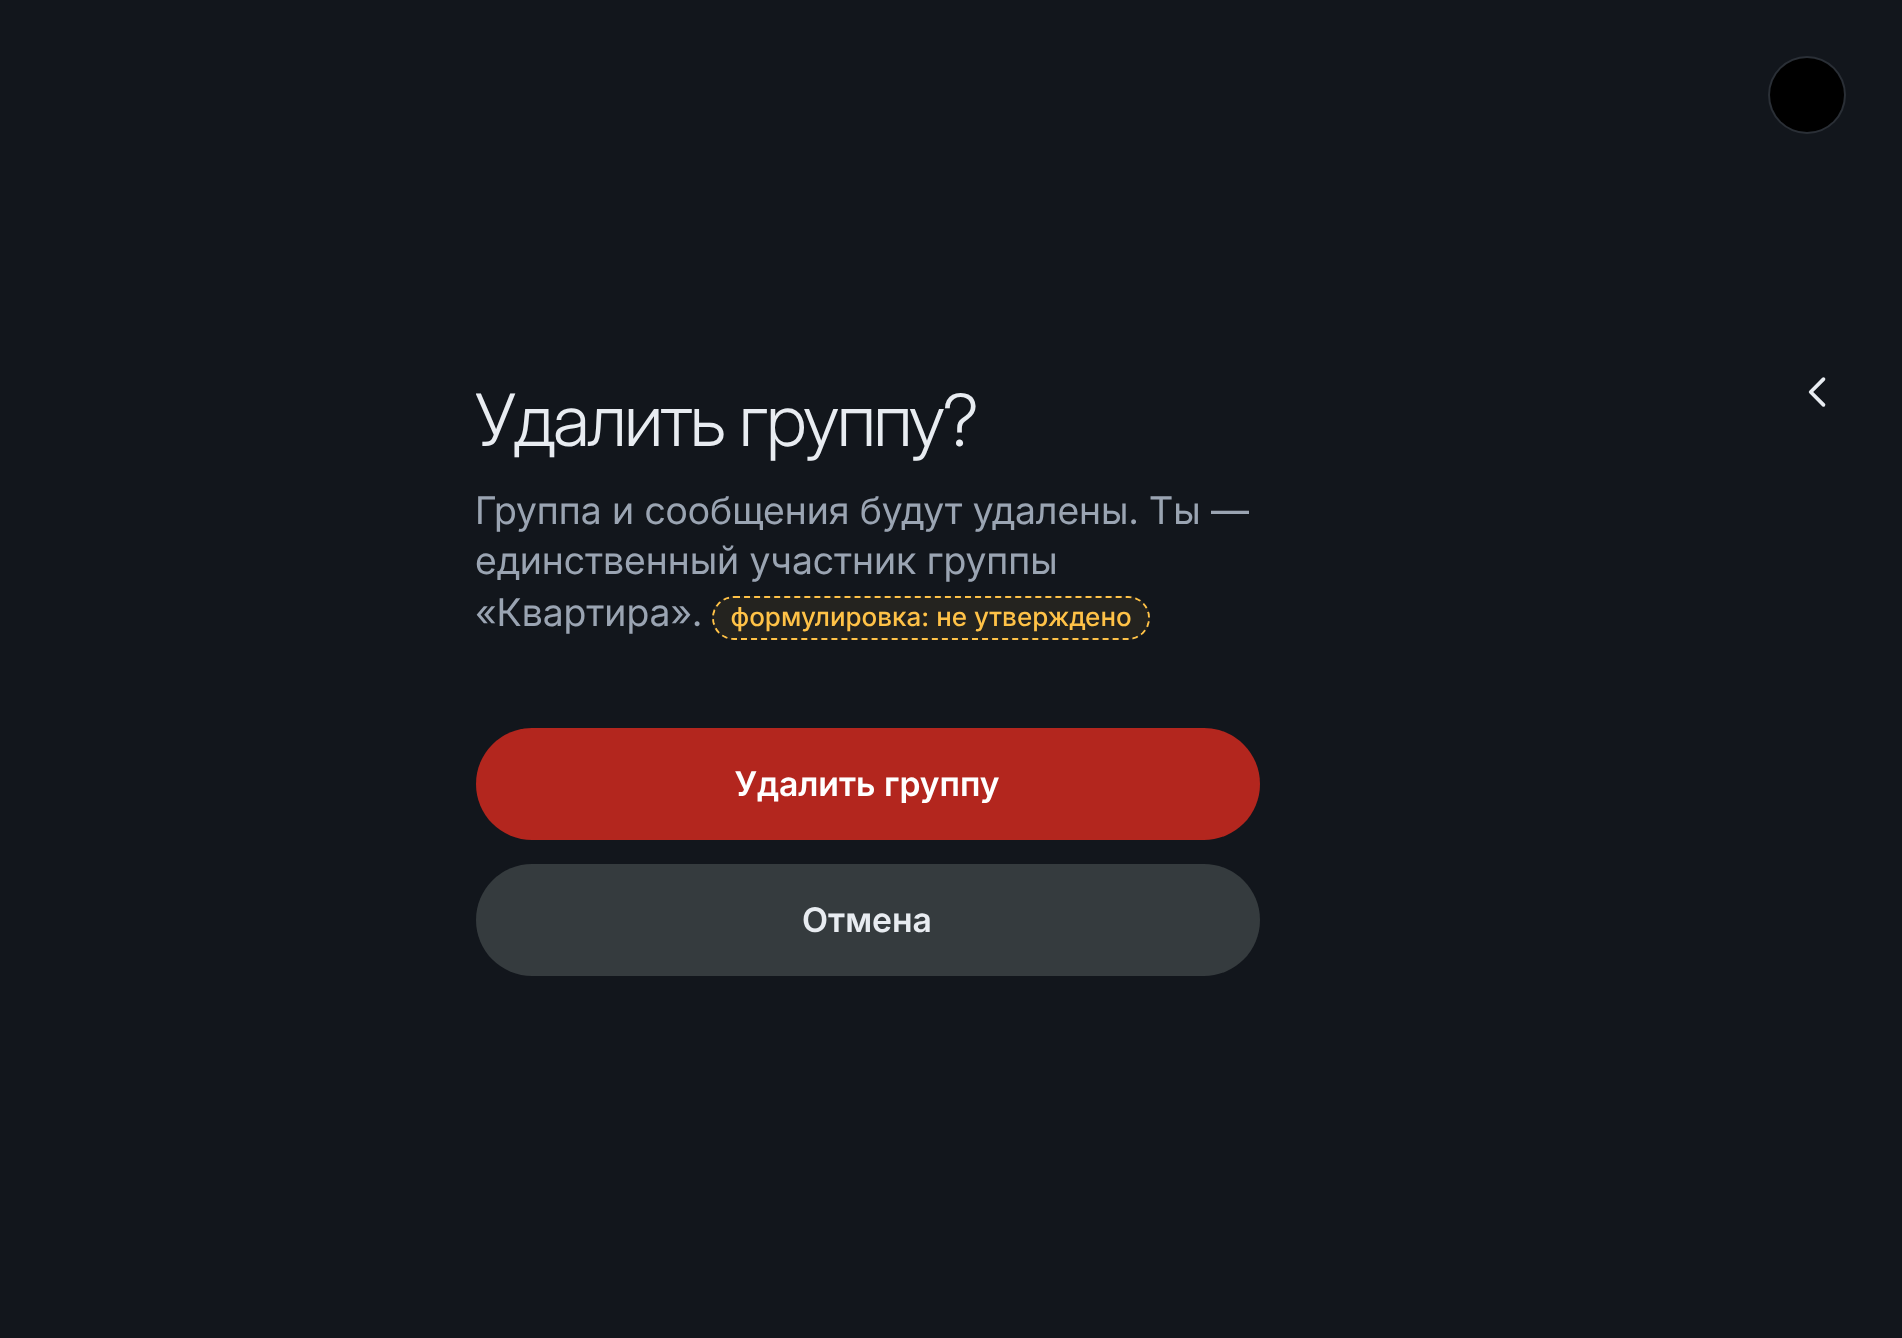 Удалить группу?
Группа и сообщения будут удалены. Ты —
единственный участник группы
«Квартира». формулировка: не утверждено
Удалить группу
Отмена